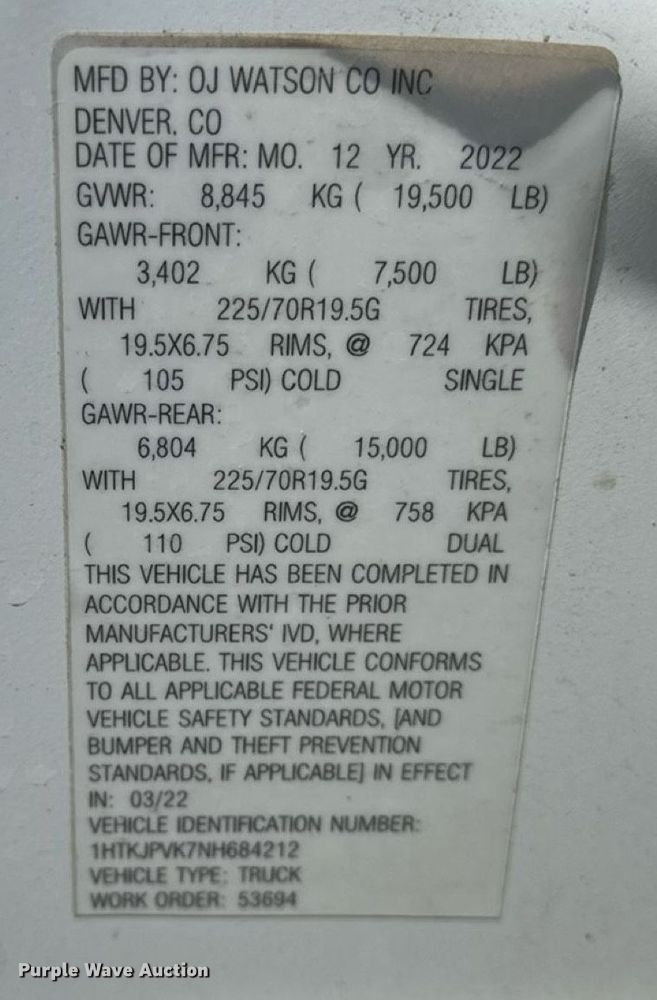 MFD BY: OJ WATSON CO INC
DENVER, CO
DATE OF MFR: MO. 12 YR. 2022
GVWR: 8,845 KG ( 19,500 LB)
GAWR-FRONT:
3,402 KG ( 7,500 LB)
WITH 225/70R19.5G TIRES,
19.5X6.75 RIMS, @ 724 KPA
( 105 PSI) COLD SINGLE
GAWR-REAR:
6,804 KG ( 15,000 LB)
WITH 225/70R19.5G TIRES,
19.5X6.75 RIMS, @ 758 KPA
( 110 PSI) COLD DUAL
THIS VEHICLE HAS BEEN COMPLETED IN
ACCORDANCE WITH THE PRIOR
MANUFACTURERS' IVD, WHERE
APPLICABLE. THIS VEHICLE CONFORMS
TO ALL APPLICABLE FEDERAL MOTOR
VEHICLE SAFETY STANDARDS, [AND
BUMPER AND THEFT PREVENTION
STANDARDS, IF APPLICABLE] IN EFFECT
IN: 03/22
VEHICLE IDENTIFICATION NUMBER:
1HTKJPVK7NH684212
VEHICLE TYPE: TRUCK
WORK ORDER: 53694
Purple Wave Auction